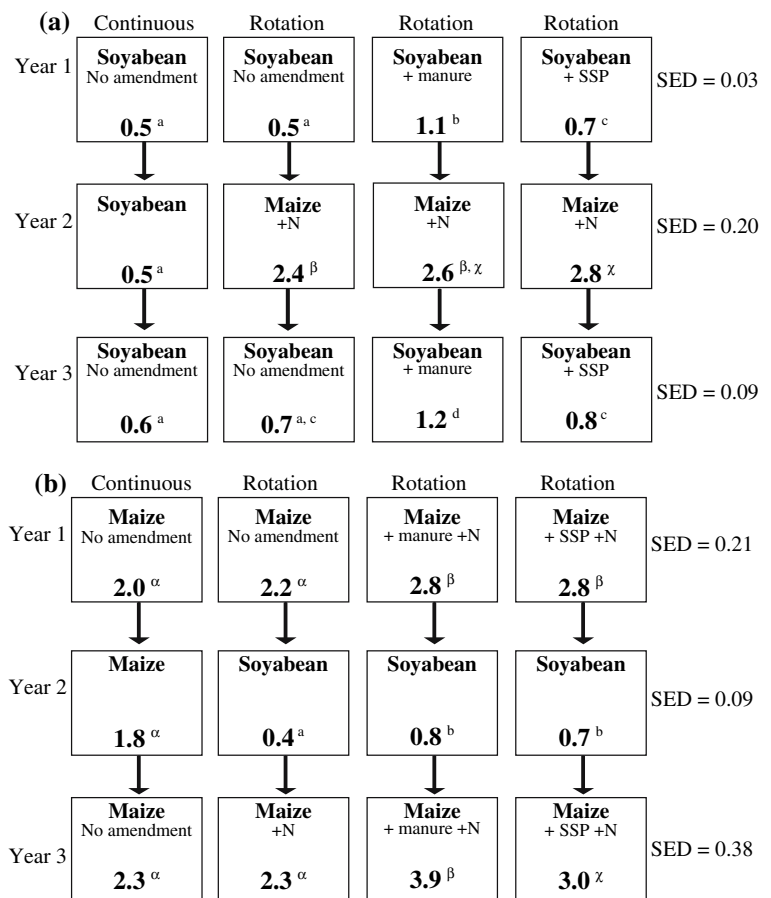 (a) Continuous Rotation Rotation Rotation
Year 1
Soyabean Soyabean Soyabean Soyabean
No amendment No amendment + manure + SSP
SED = 0.03
0.5 a 0.5 a 1.1 b 0.7 c
Year 2
Soyabean Maize Maize Maize
+N +N +N
SED = 0.20
0.5 a 2.4 β 2.6 β, χ 2.8 χ
Year 3
Soyabean Soyabean Soyabean Soyabean
No amendment No amendment + manure + SSP
SED = 0.09
0.6 a 0.7 a, c 1.2 d 0.8 c
(b) Continuous Rotation Rotation Rotation
Year 1
Maize Maize Maize Maize
No amendment No amendment + manure +N + SSP +N
SED = 0.21
2.0 α 2.2 α 2.8 β 2.8 β
Year 2
Maize Soyabean Soyabean Soyabean
SED = 0.09
1.8 α 0.4 a 0.8 b 0.7 b
Maize Maize Maize Maize
No amendment +N + manure +N + SSP +N
Year 3
SED = 0.38
2.3 α 2.3 α 3.9 β 3.0 χ